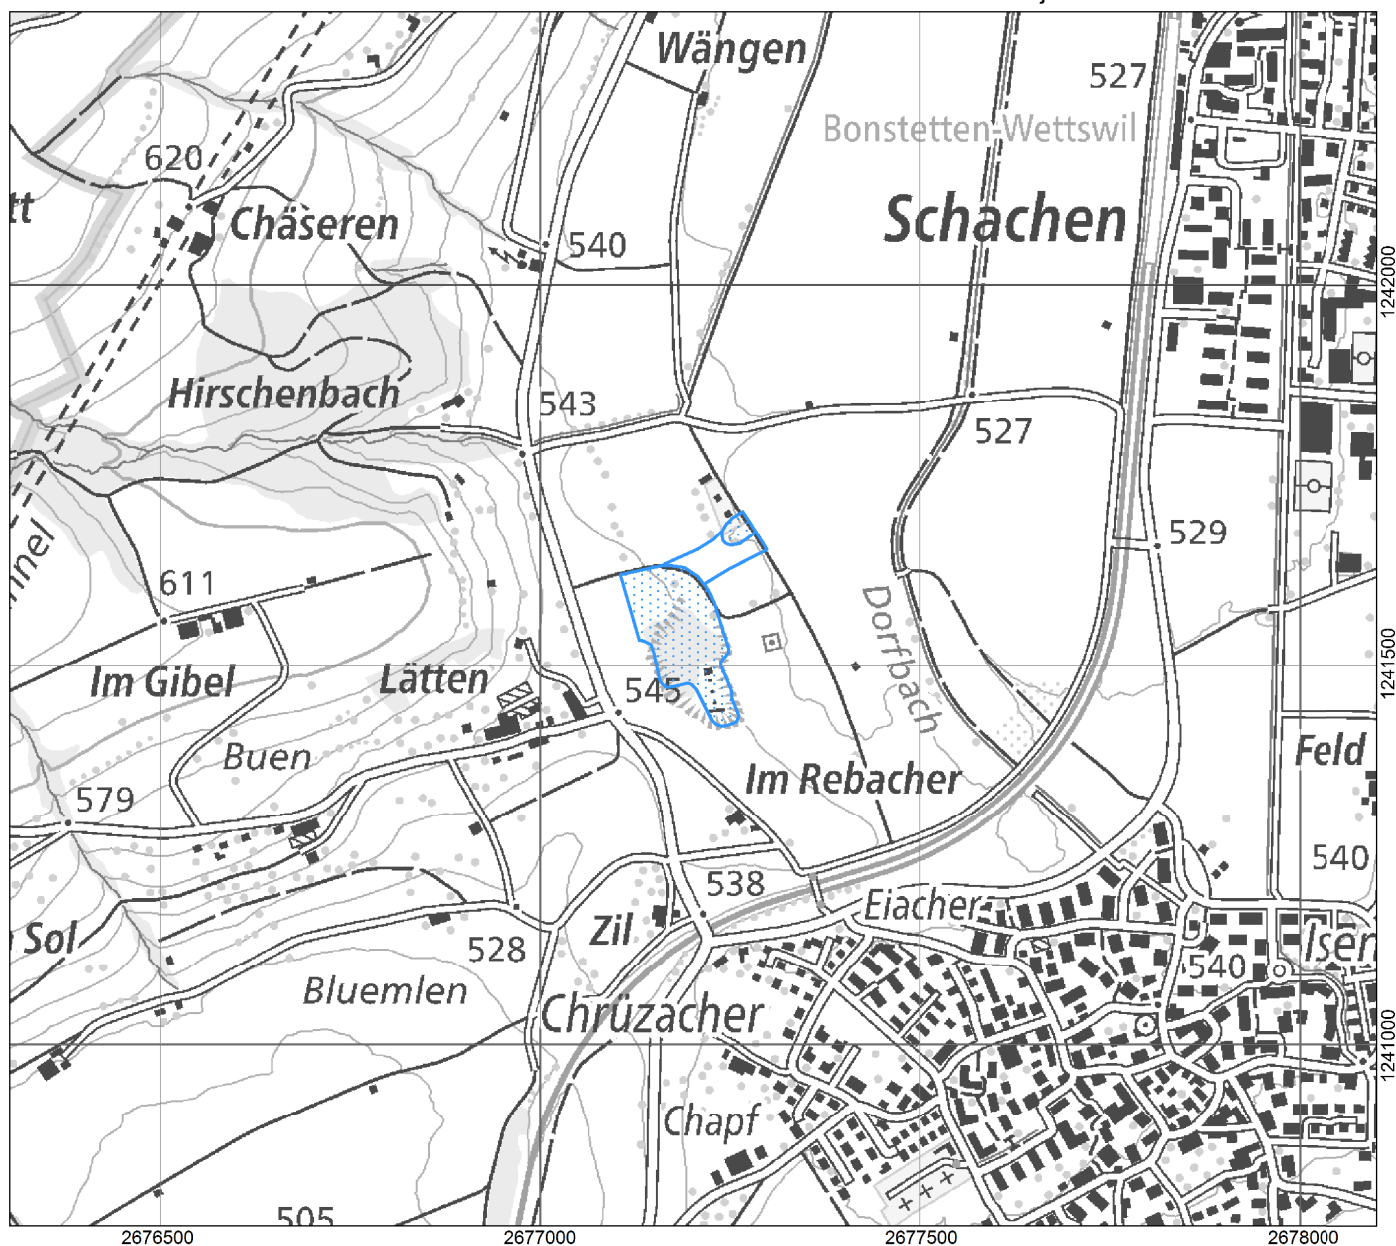 Wängen
527
Bonstetten-Wettswil
620
tt
Chäseren
Schachen
540
1242000
Hirschenbach
543
527
529
nnel
611
Dorfbach
Im Gibel
Lätten
545
1241500
Buen
Im Rebacher
Feld
579
540
538
Eiacher
Sol
Zil
528
Isen
540
Bluemlen
Chrüzacher
1241000
Chapf
505
2676500
2677000
2677500
2678000